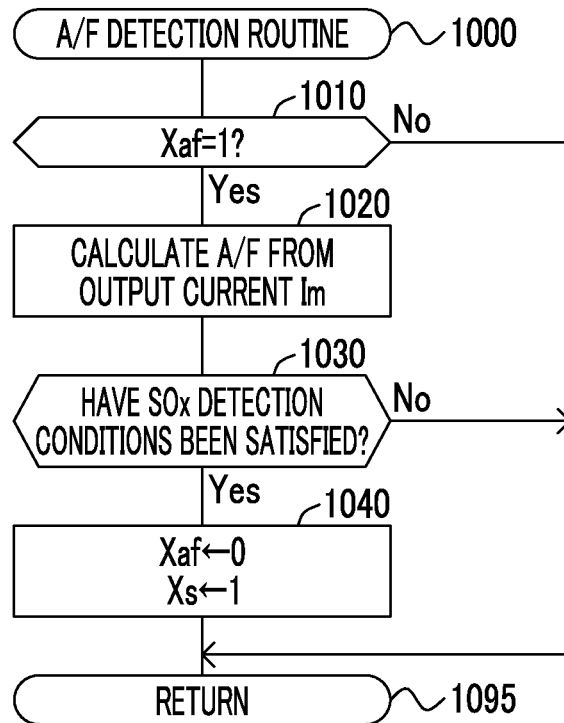 A/F DETECTION ROUTINE
1000
1010
Xaf=1?
No
Yes
1020
CALCULATE A/F FROM
OUTPUT CURRENT Im
1030
HAVE SOx DETECTION
CONDITIONS BEEN SATISFIED?
No
Yes
1040
Xaf←0
Xs←1
RETURN
1095